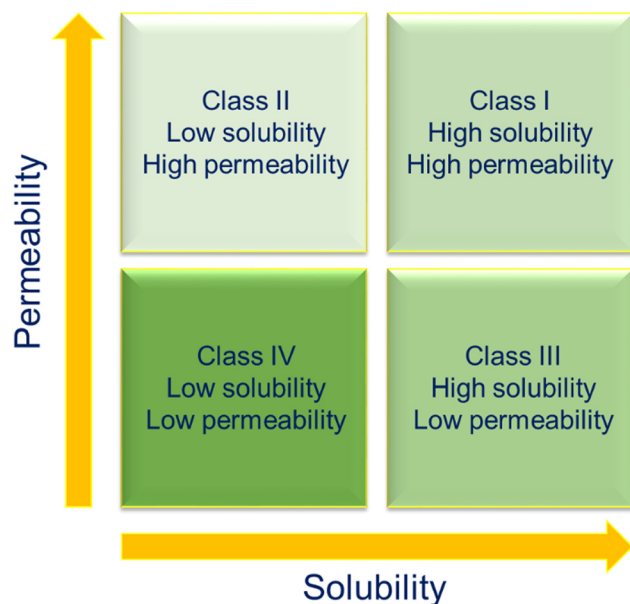 Permeability
Class II
Low solubility
High permeability
Class I
High solubility
High permeability
Class IV
Low solubility
Low permeability
Class III
High solubility
Low permeability
Solubility